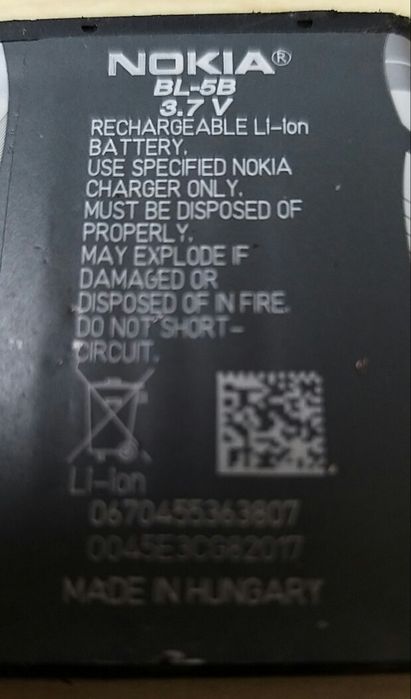 NOKIA®
BL-5B
3.7 V
RECHARGEABLE Li-ion
BATTERY.
USE SPECIFIED NOKIA
CHARGER ONLY.
MUST BE DISPOSED OF
PROPERLY.
MAY EXPLODE IF
DAMAGED OR
DISPOSED OF IN FIRE.
DO NOT SHORT-
CIRCUIT.
Li-ion
0670455363807
0045E3CG82017
MADE IN HUNGARY